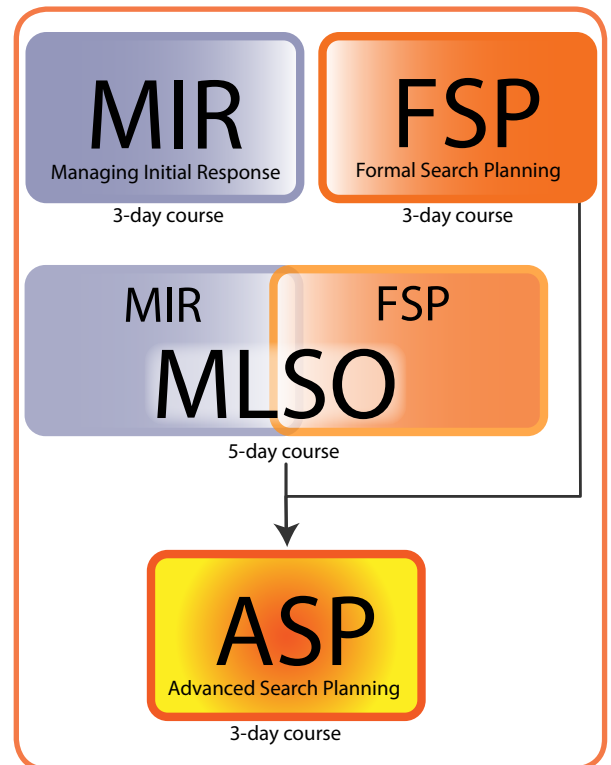 MIR
Managing Initial Response
3-day course
FSP
Formal Search Planning
3-day course
MIR
FSP
MLSO
5-day course
ASP
Advanced Search Planning
3-day course